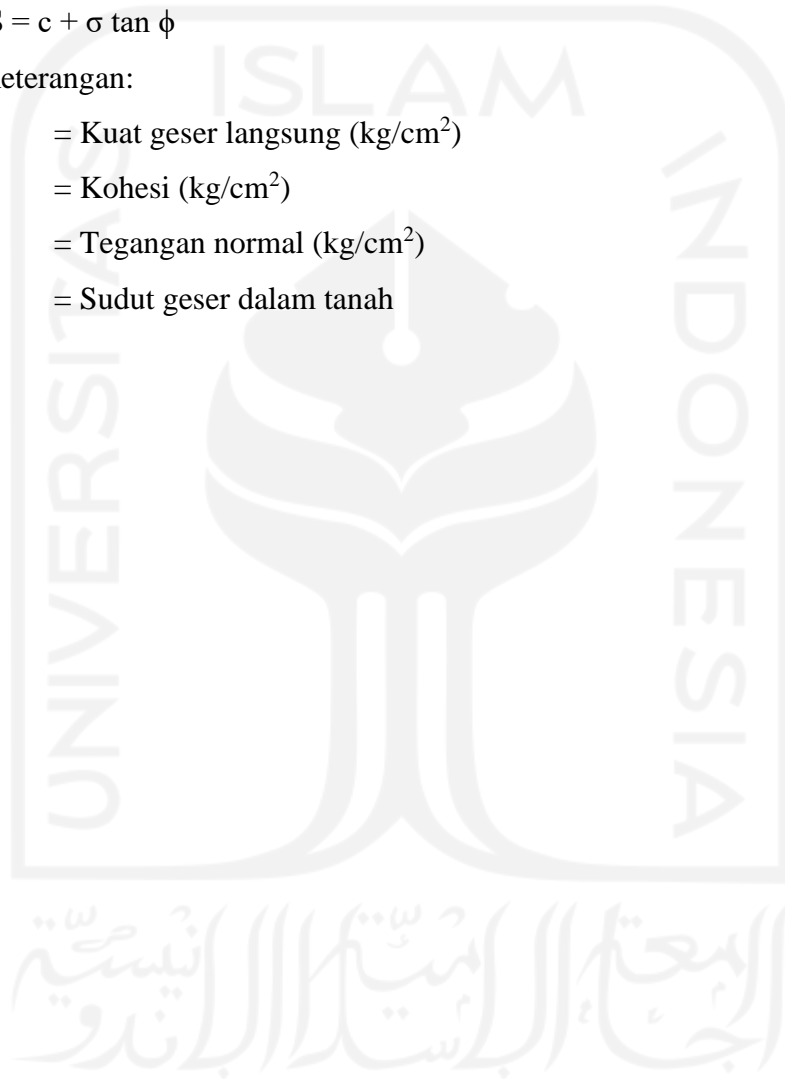 = c + σ tan ϕ
eterangan:
= Kuat geser langsung (kg/cm²)
= Kohesi (kg/cm²)
= Tegangan normal (kg/cm²)
= Sudut geser dalam tanah
ISLAM
UNIVERSITAS
INDONESIA